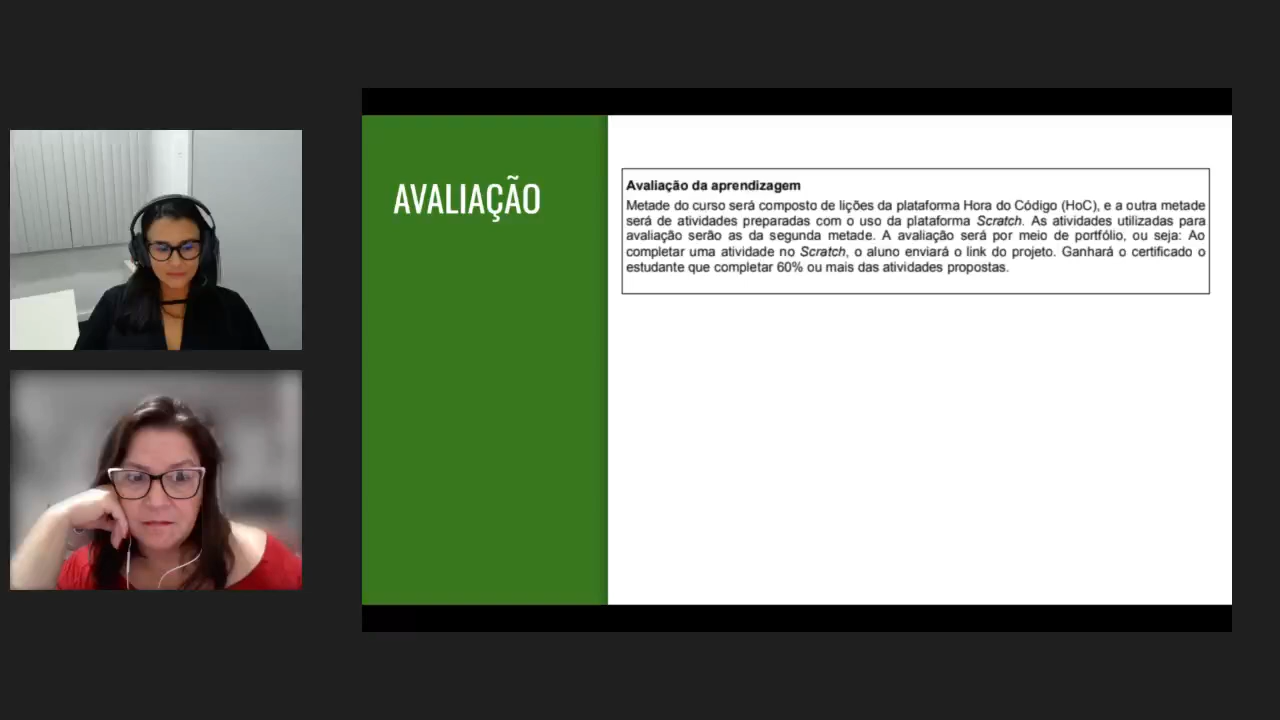 AVALIAÇÃO
Avaliação da aprendizagem
Metade do curso será composto de lições da plataforma Hora do Código (HoC), e a outra metade
será de atividades preparadas com o uso da plataforma Scratch. As atividades utilizadas para
avaliação serão as da segunda metade. A avaliação será por meio de portfólio, ou seja: Ao
completar uma atividade no Scratch, o aluno enviará o link do projeto. Ganhará o certificado o
estudante que completar 60% ou mais das atividades propostas.